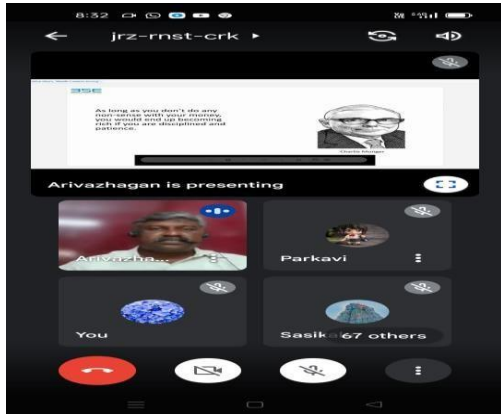 8:32
jrz-rnst-crk
As long as you don't do any
non-sense with your money,
you would end up becoming
rich if you are disciplined and
patience.
Charlie Munger
Arivazhagan is presenting
Arivazha...
Parkavi
You
Sasik
67 others